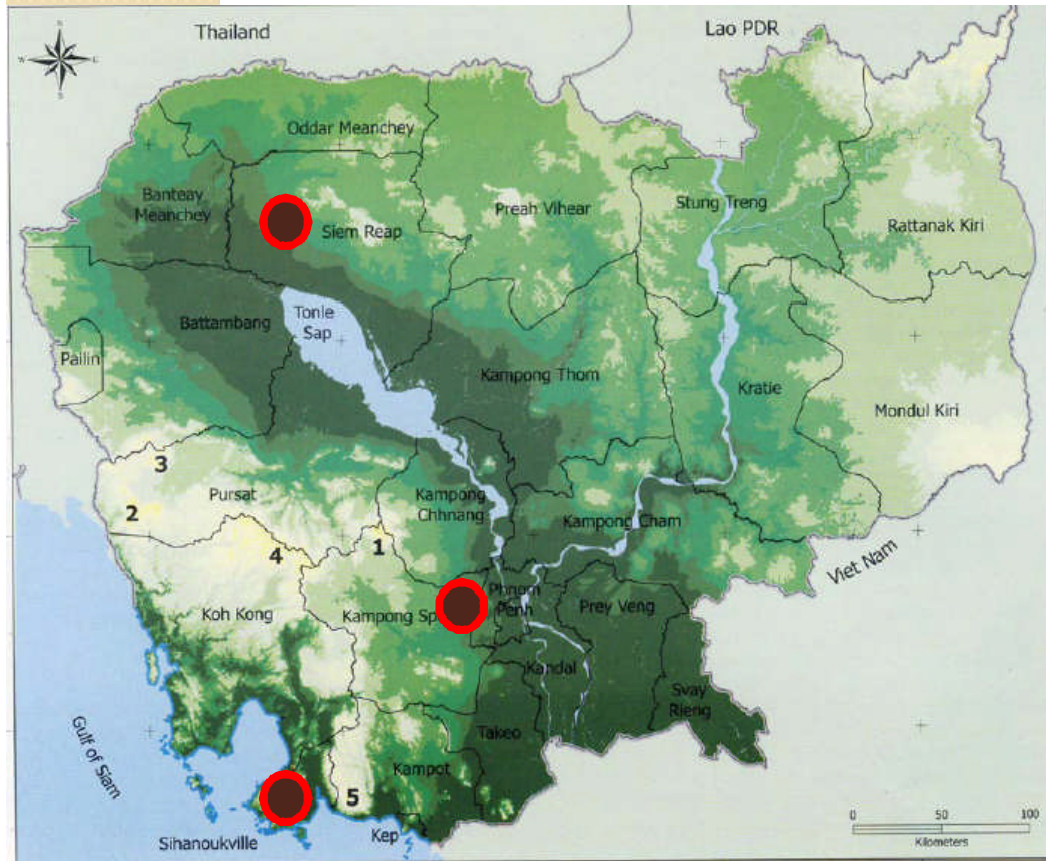 Thailand
Lao PDR
N
W
E
S
Oddar Meanchey
Banteay
Meanchey
Siem Reap
Preah Vihear
Stung Treng
Rattanak Kiri
Battambang
Tonle
Sap
Pailin
Kampong Thom
Kratie
Mondul Kiri
3
Pursat
2
Kampong
Chhnang
Kampong Cham
1
4
Viet Nam
Koh Kong
Kampong Sp
Phnom
Penh
Prey Veng
Kandal
Svay
Rieng
Takeo
Gulf of Siam
Kampot
5
Sihanoukville
Kep
0
50
100
Kilometers